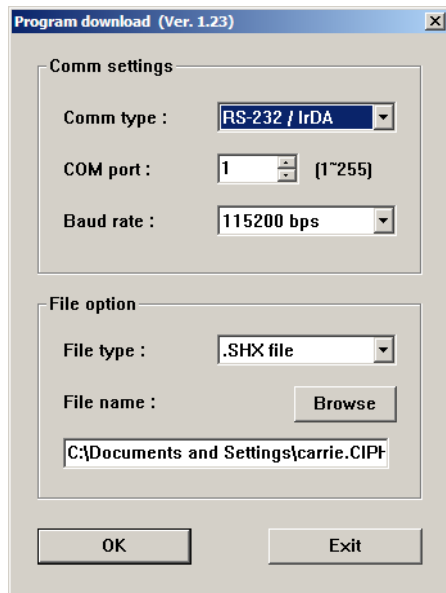 Program download (Ver. 1.23)
Comm settings
Comm type : RS-232 / IrDA
COM port : 1 (1~255)
Baud rate : 115200 bps
File option
File type : .SHX file
File name : Browse
C:\Documents and Settings\carrie.CIPH
OK Exit